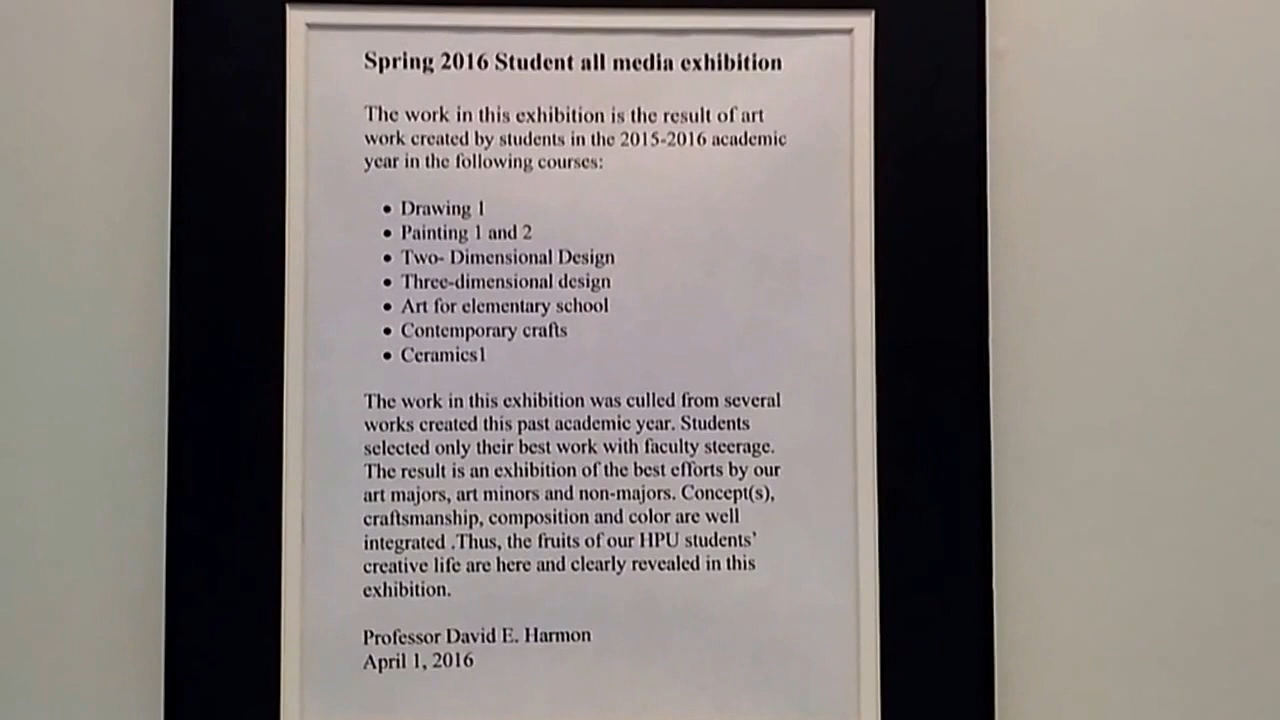 Spring 2016 Student all media exhibition
The work in this exhibition is the result of art
work created by students in the 2015-2016 academic
year in the following courses:
• Drawing 1
• Painting 1 and 2
• Two- Dimensional Design
• Three-dimensional design
• Art for elementary school
• Contemporary crafts
• Ceramics1
The work in this exhibition was culled from several
works created this past academic year. Students
selected only their best work with faculty steerage.
The result is an exhibition of the best efforts by our
art majors, art minors and non-majors. Concept(s),
craftsmanship, composition and color are well
integrated .Thus, the fruits of our HPU students'
creative life are here and clearly revealed in this
exhibition.
Professor David E. Harmon
April 1, 2016